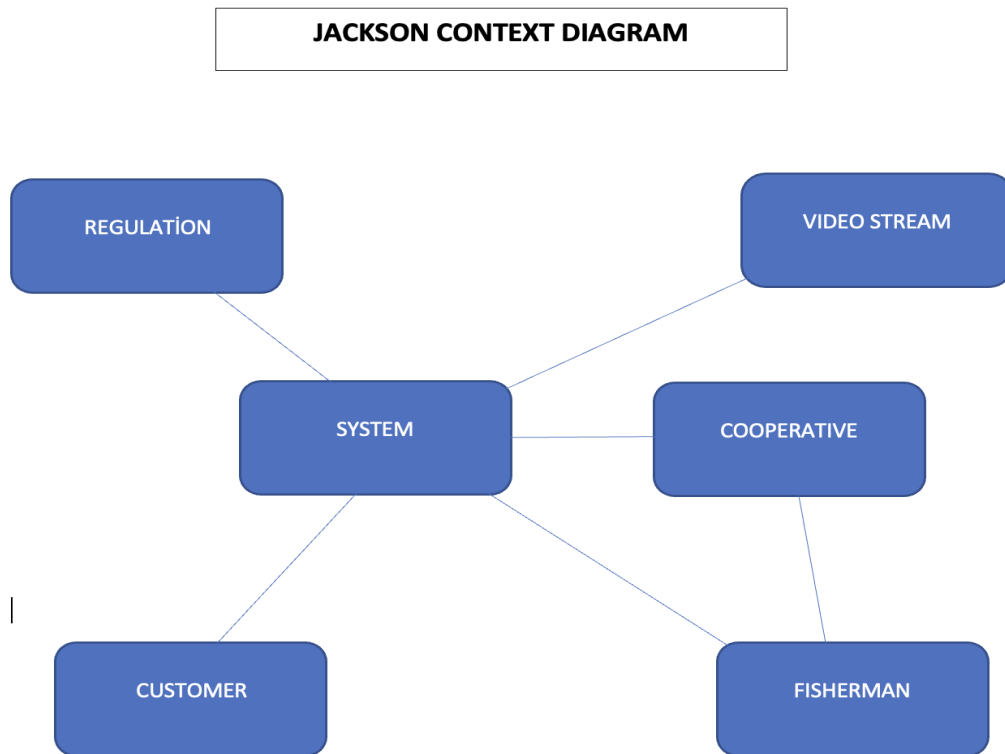 JACKSON CONTEXT DIAGRAM
REGULATİON
VIDEO STREAM
SYSTEM
COOPERATIVE
CUSTOMER
FISHERMAN